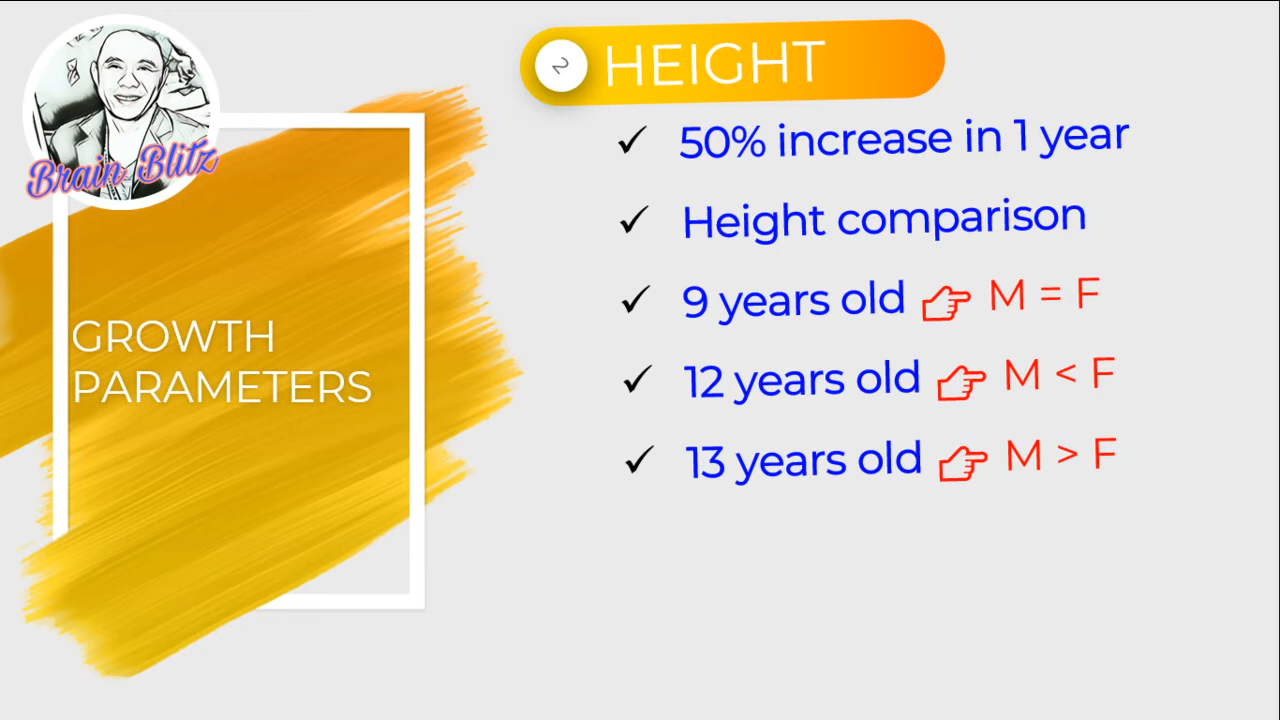 Brain Blitz
GROWTH
PARAMETERS
2 HEIGHT
✓ 50% increase in 1 year
✓ Height comparison
✓ 9 years old 👉 M = F
✓ 12 years old 👉 M < F
✓ 13 years old 👉 M > F